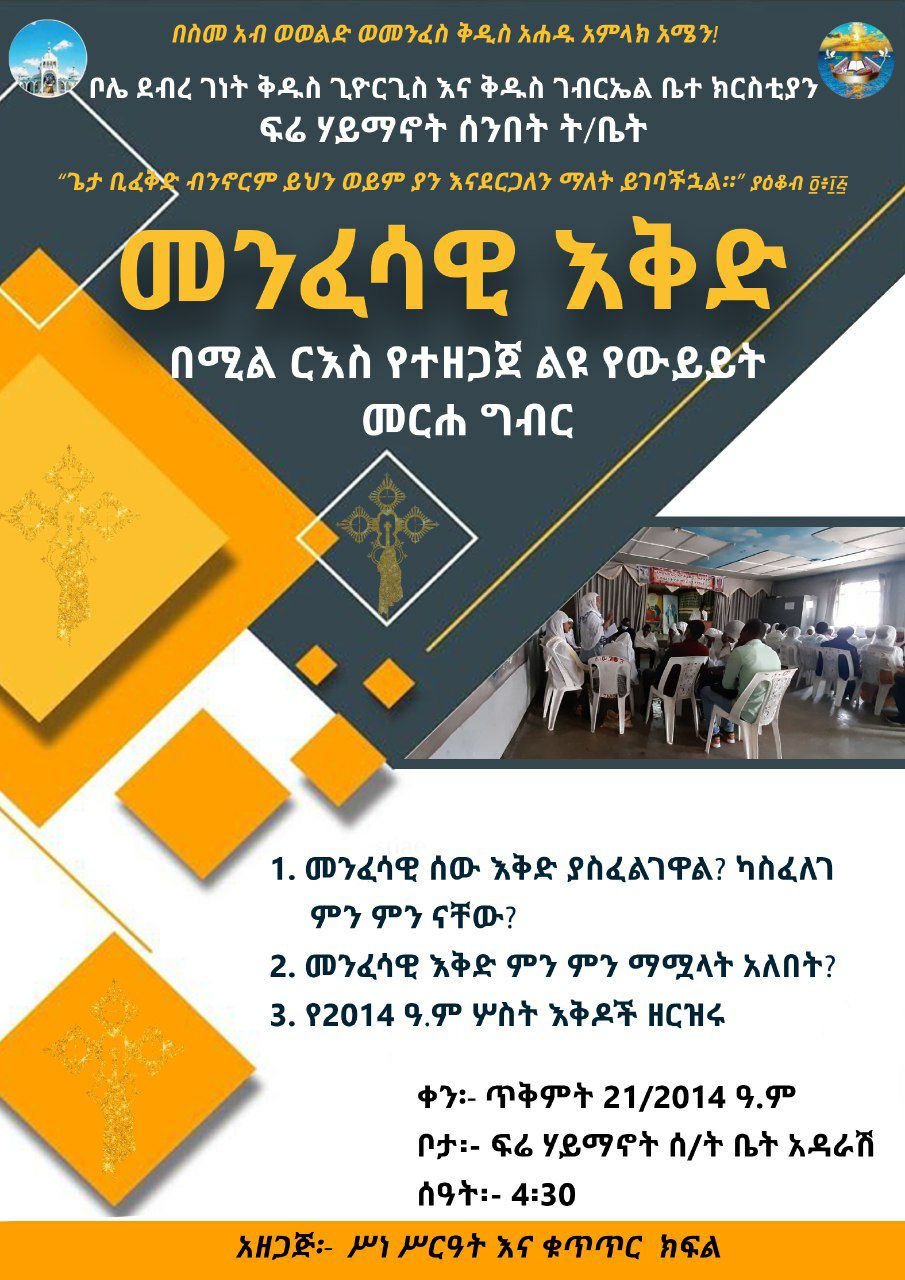 በስመ አብ ወወልድ ወመንፈስ ቅዱስ አሐዱ አምላክ አሜን!
ቦሌ ደብረ ገነት ቅዱስ ጊዮርጊስ እና ቅዱስ ገብርኤል ቤተ ክርስቲያን
ፍሬ ሃይማኖት ሰንበት ት/ቤት
“ጌታ ቢፈቅድ ብንኖርም ይህን ወይም ያን እናደርጋለን ማለት ይገባችኋል።” ያዕቆብ ፬፥፲፭
መንፈሳዊ እቅድ
በሚል ርእስ የተዘጋጀ ልዩ የውይይት
መርሐ ግብር
1. መንፈሳዊ ሰው እቅድ ያስፈልገዋል? ካስፈለገ
ምን ምን ናቸው?
2. መንፈሳዊ እቅድ ምን ምን ማሟላት አለበት?
3. የ2014 ዓ.ም ሦስት እቅዶች ዘርዝሩ
ቀን፡- ጥቅምት 21/2014 ዓ.ም
ቦታ፡- ፍሬ ሃይማኖት ሰ/ት ቤት አዳራሽ
ሰዓት፡- 4፡30
አዘጋጅ፡- ሥነ ሥርዓት እና ቁጥጥር ክፍል